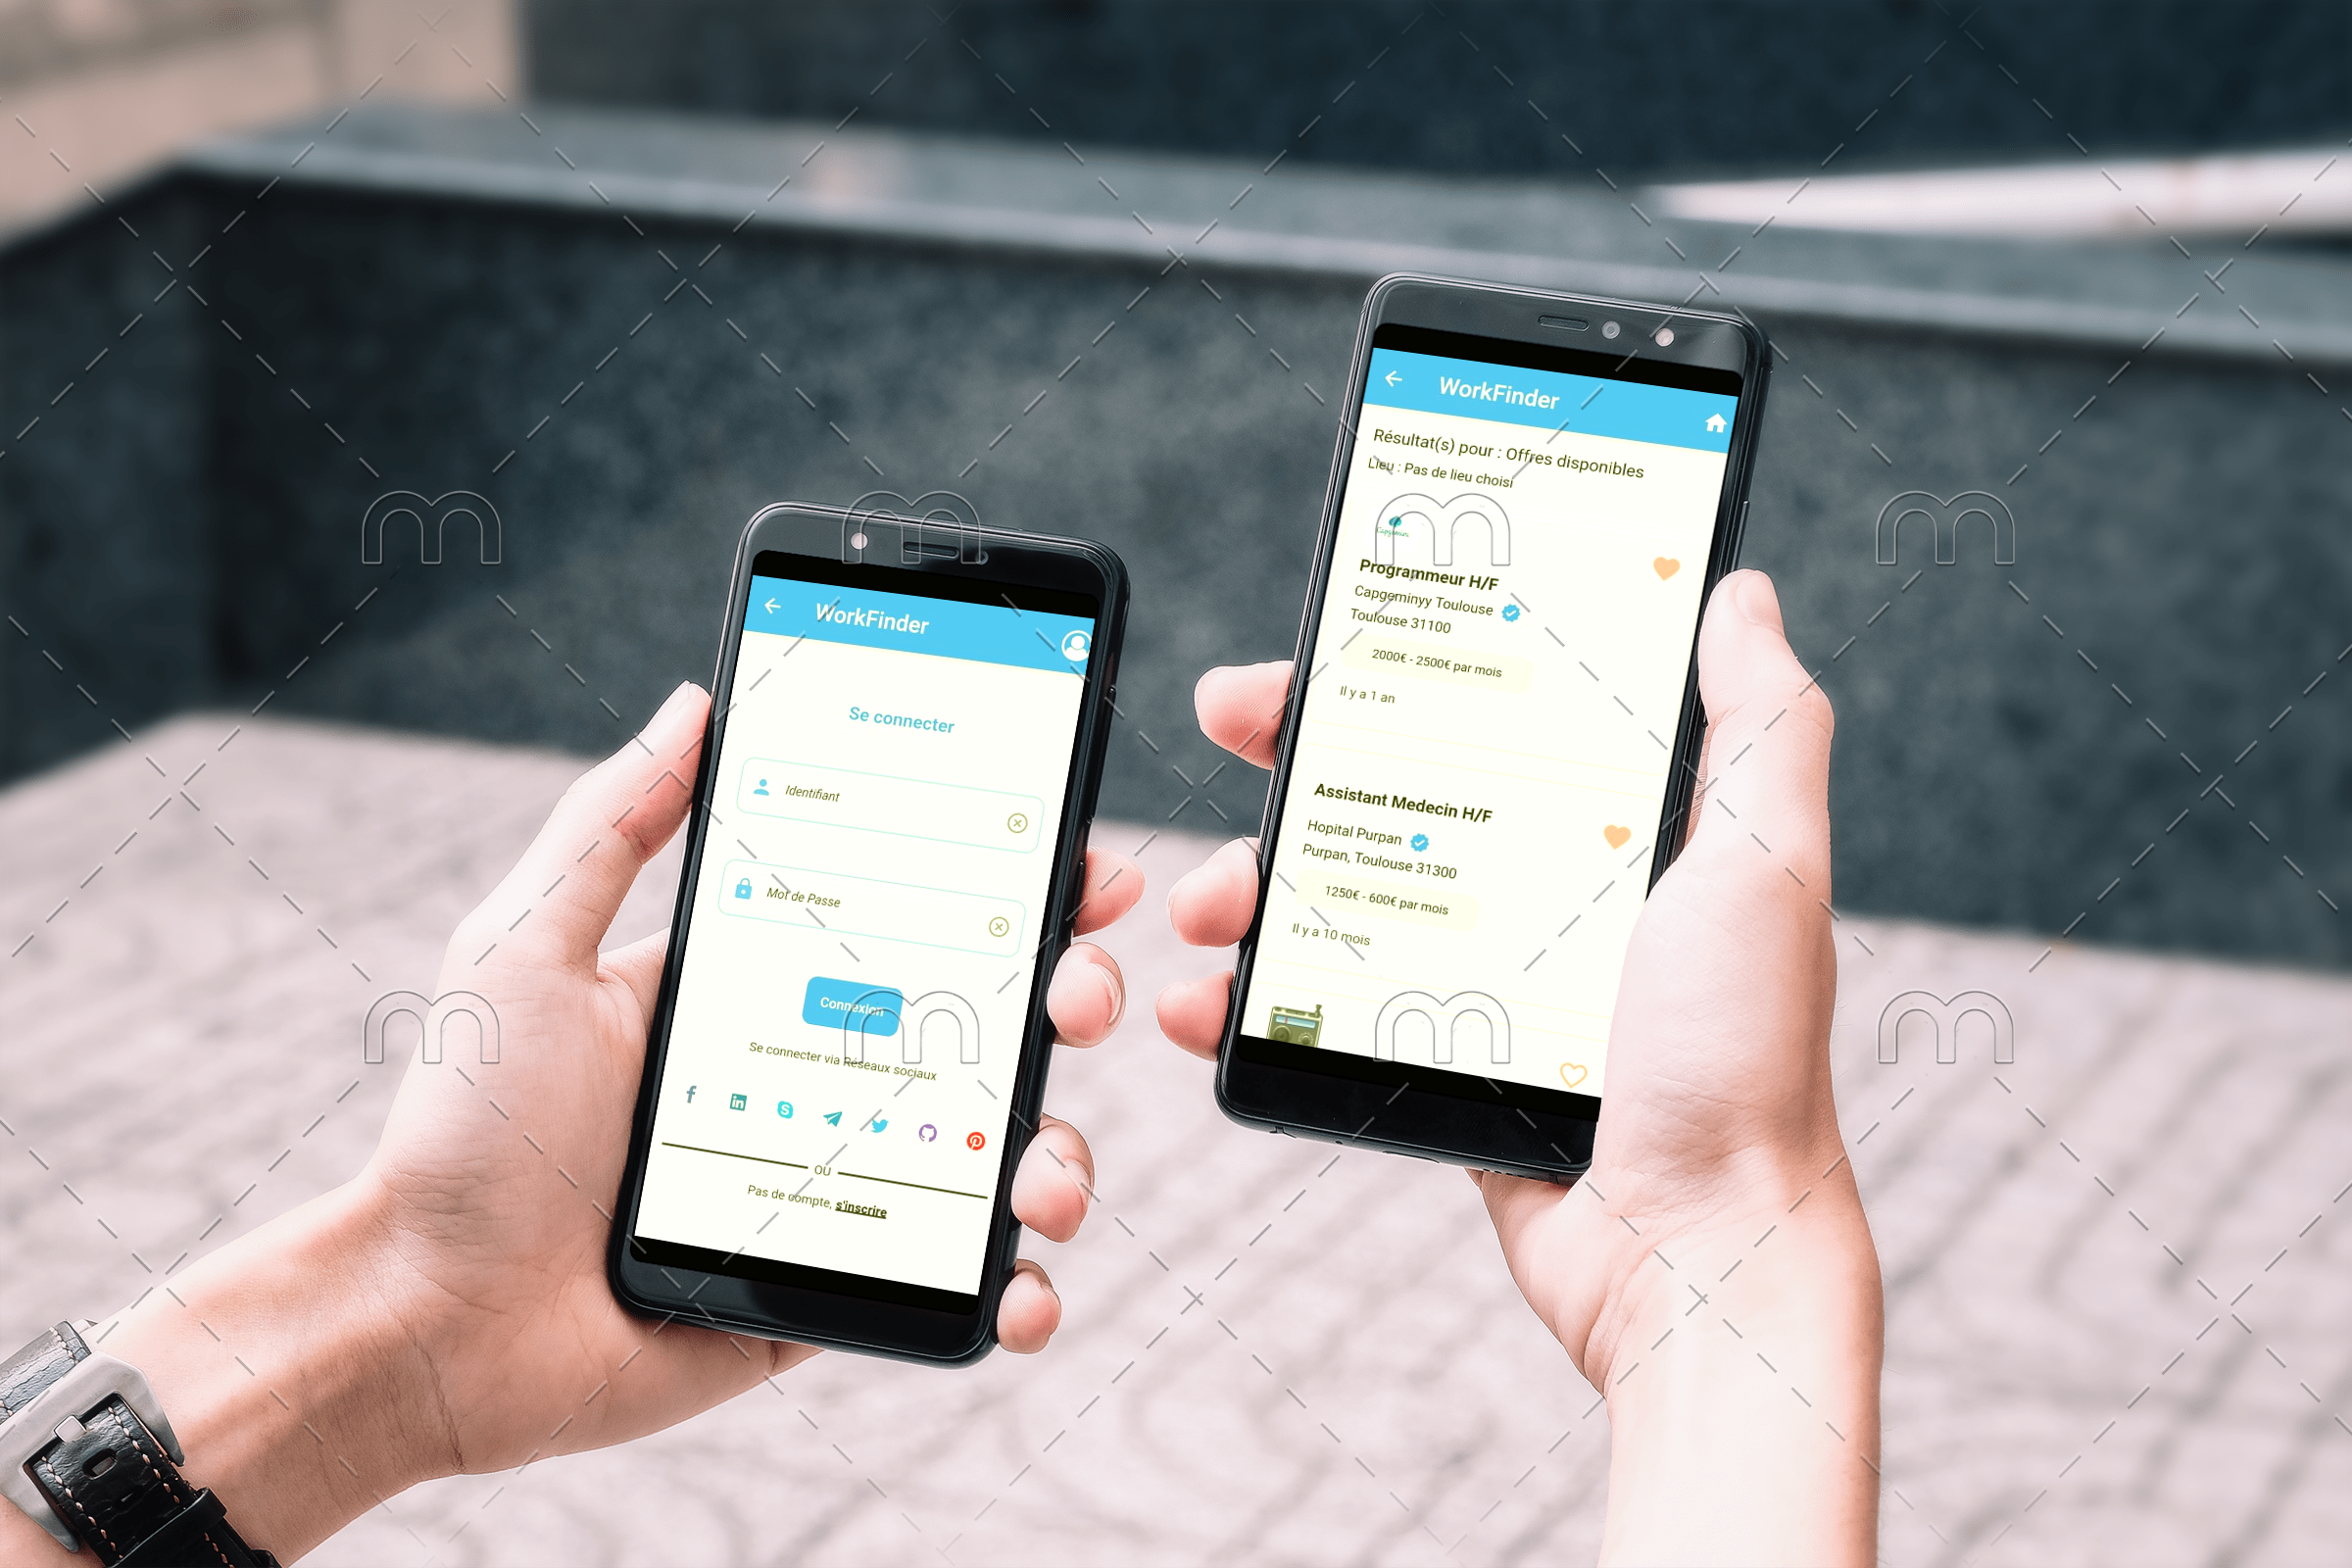 WorkFinder
Se connecter
Identifiant
Mot de Passe
Connexion
Se connecter via Réseaux sociaux
OU
Pas de compte, s'inscrire
WorkFinder
Résultat(s) pour : Offres disponibles
Lieu : Pas de lieu choisi
Capgemini
Programmeur H/F
Capgeminyy Toulouse
Toulouse 31100
2000€ - 2500€ par mois
Il y a 1 an
Assistant Medecin H/F
Hopital Purpan
Purpan, Toulouse 31300
1250€ - 600€ par mois
Il y a 10 mois